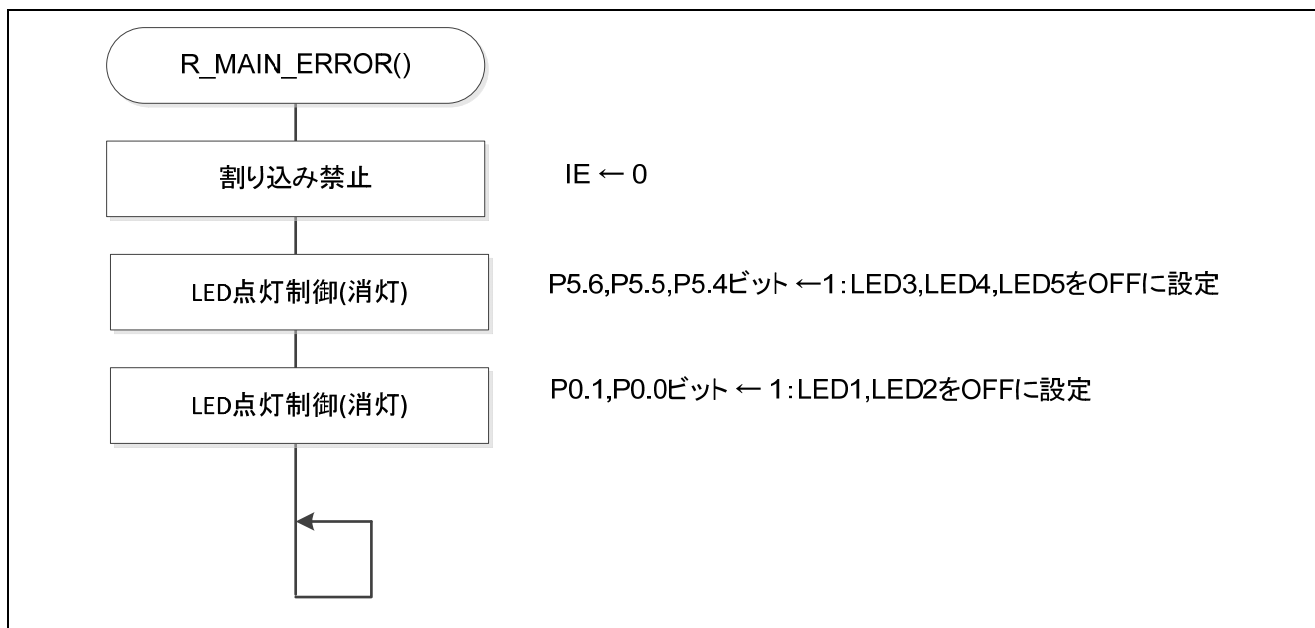 R_MAIN_ERROR()
割り込み禁止
IE ← 0
LED点灯制御(消灯)
P5.6,P5.5,P5.4ビット ←1:LED3,LED4,LED5をOFFに設定
LED点灯制御(消灯)
P0.1,P0.0ビット ← 1:LED1,LED2をOFFに設定